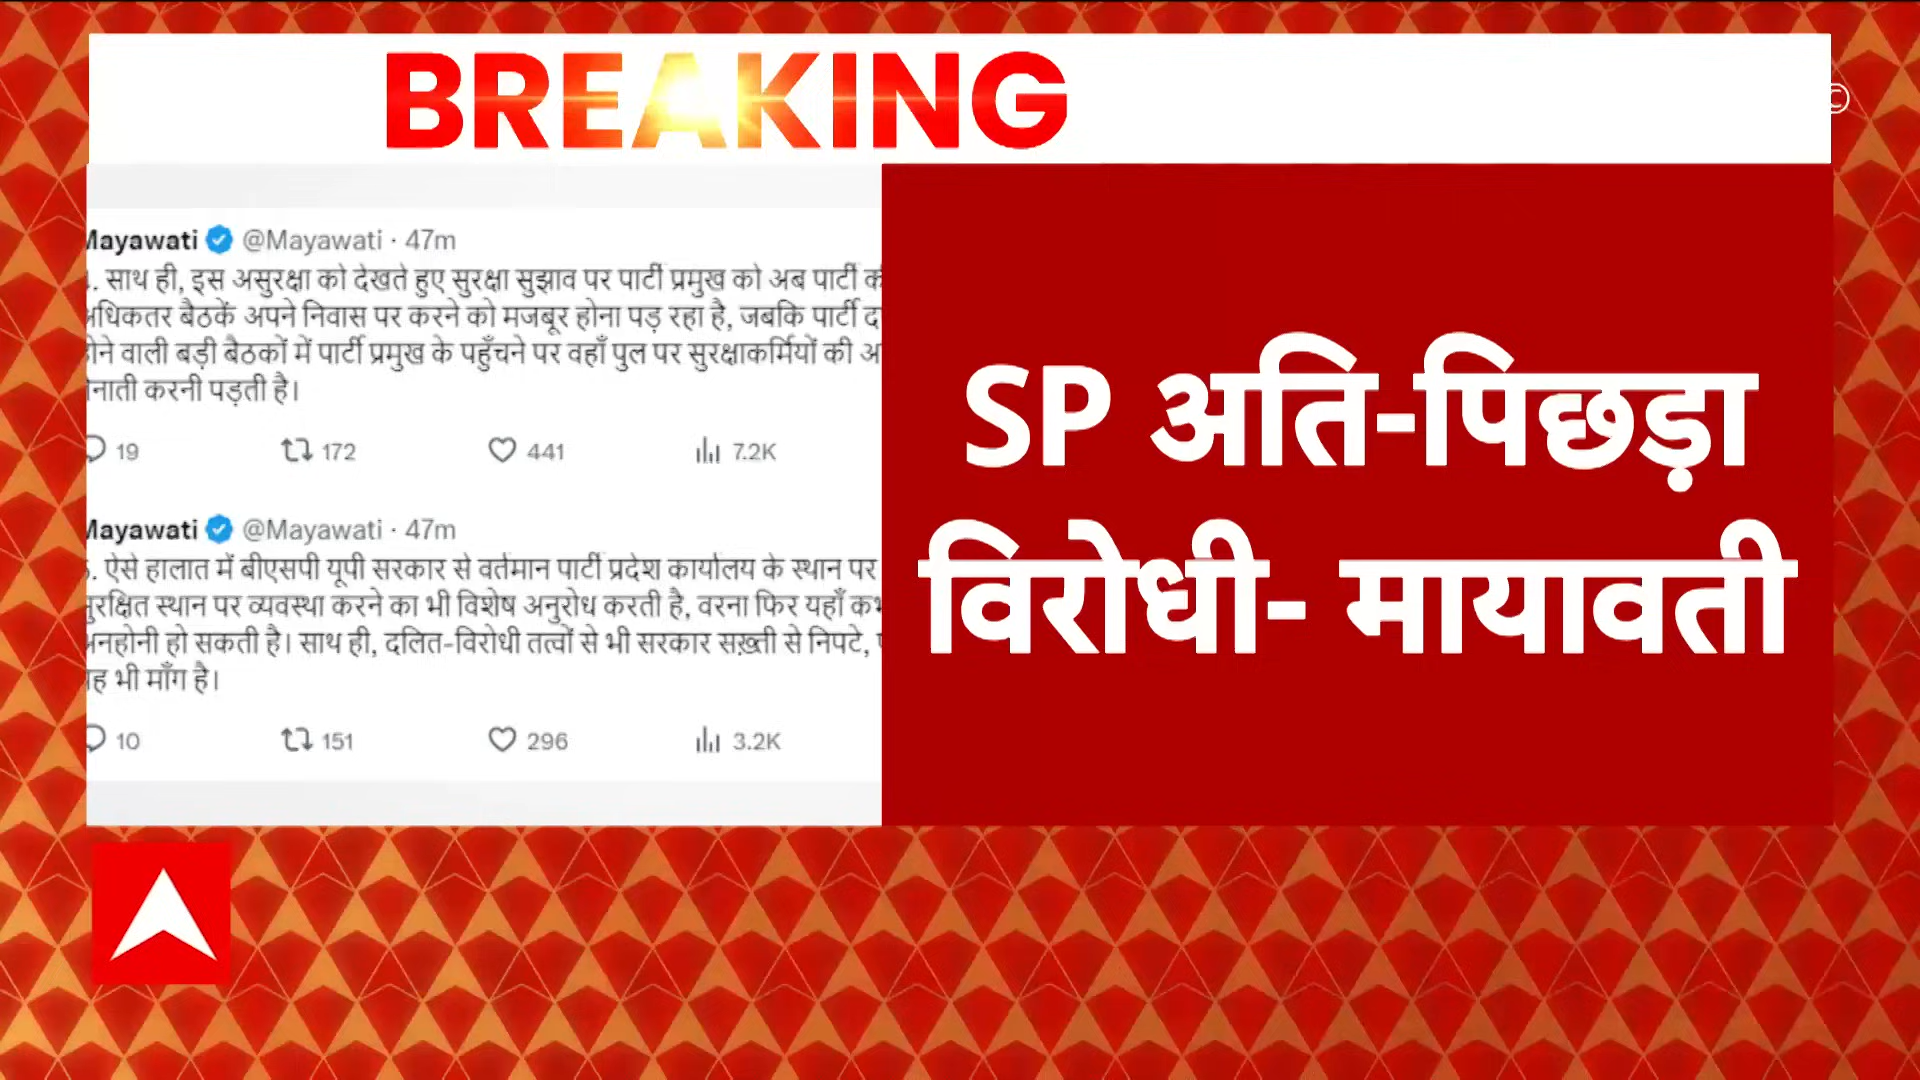 BREAKING
©
Mayawati @Mayawati · 47m
साथ ही, इस असुरक्षा को देखते हुए सुरक्षा सुझाव पर पार्टी प्रमुख को अब पार्टी
अधिकतर बैठकें अपने निवास पर करने को मजबूर होना पड़ रहा है, जबकि पार्टी
होने वाली बड़ी बैठकों में पार्टी प्रमुख के पहुँचने पर वहाँ पुल पर सुरक्षाकर्मियों की
करनी पड़ती है।
19 172 441 7.2K
Mayawati @Mayawati · 47m
ऐसे हालात में बीएसपी यूपी सरकार से वर्तमान पार्टी प्रदेश कार्यालय के स्थान पर
सुरक्षित स्थान पर व्यवस्था करने का भी विशेष अनुरोध करती है, वरना फिर यहाँ
अनहोनी हो सकती है। साथ ही, दलित-विरोधी तत्वों से भी सरकार सख़्ती से निपटे,
यह भी माँग है।
10 151 296 3.2K
SP अति-पिछड़ा
विरोधी- मायावती